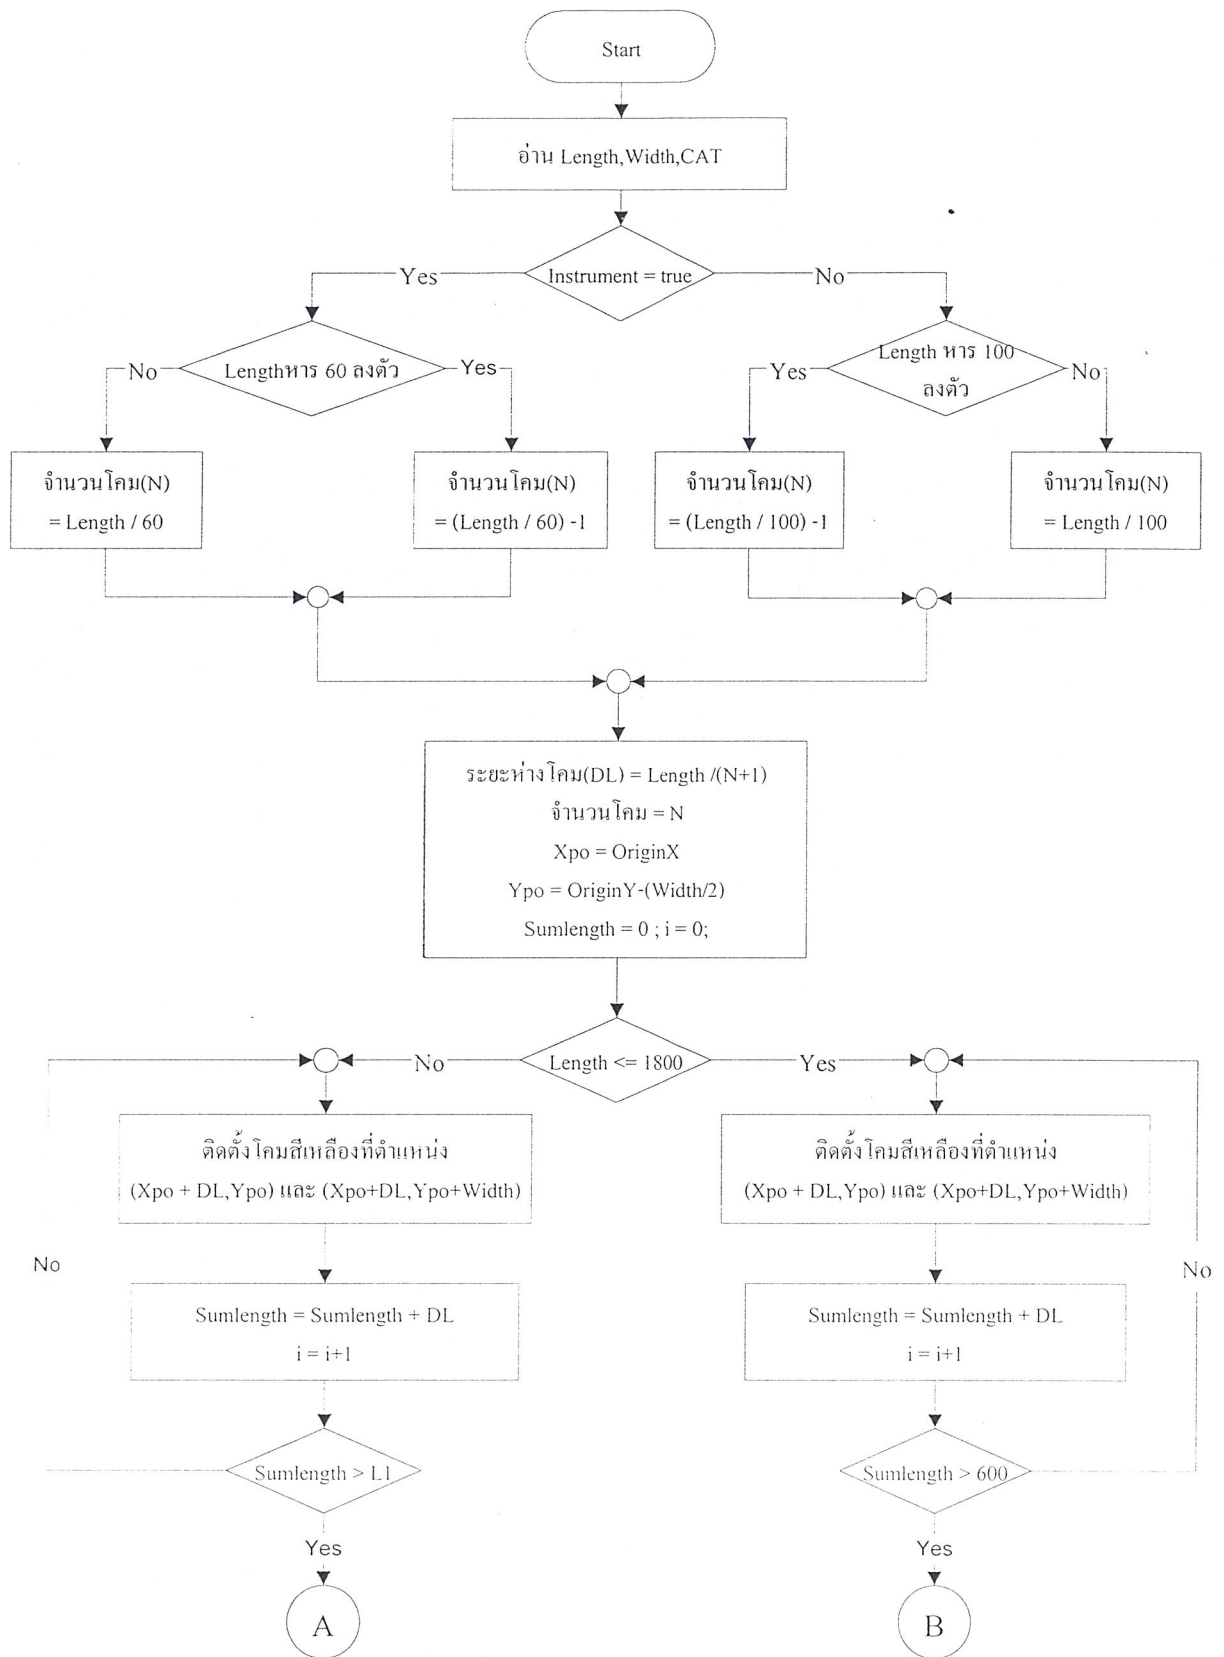 Start
อ่าน Length,Width,CAT
Instrument = true
Yes
No
Lengthหาร 60 ลงตัว
No
Yes
Length หาร 100
ลงตัว
Yes
No
จำนวนโคม(N)
= Length / 60
จำนวนโคม(N)
= (Length / 60) -1
จำนวนโคม(N)
= (Length / 100) -1
จำนวนโคม(N)
= Length / 100
ระยะห่างโคม(DL) = Length /(N+1)
จำนวนโคม = N
Xpo = OriginX
Ypo = OriginY-(Width/2)
Sumlength = 0 ; i = 0;
Length <= 1800
No
Yes
ติดตั้งโคมสีเหลืองที่ตำแหน่ง
(Xpo + DL,Ypo) และ (Xpo+DL,Ypo+Width)
ติดตั้งโคมสีเหลืองที่ตำแหน่ง
(Xpo + DL,Ypo) และ (Xpo+DL,Ypo+Width)
No
No
Sumlength = Sumlength + DL
i = i+1
Sumlength = Sumlength + DL
i = i+1
Sumlength > L1
Sumlength > 600
Yes
Yes
A
B